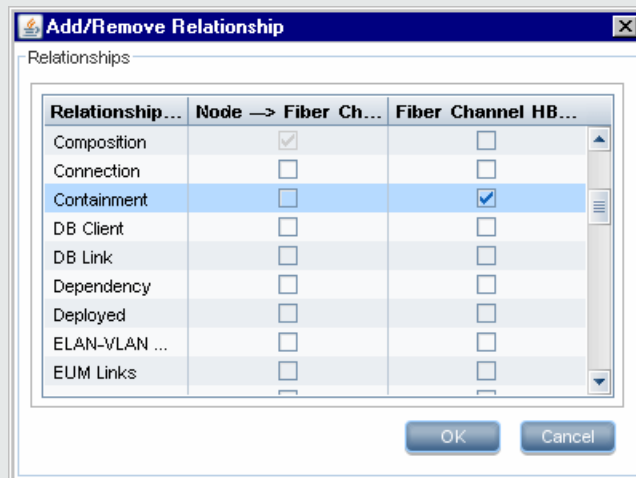 Add/Remove Relationship
Relationships
Relationship... Node —> Fiber Ch... Fiber Channel HB...
Composition
Connection
Containment
DB Client
DB Link
Dependency
Deployed
ELAN-VLAN ...
EUM Links
OK Cancel